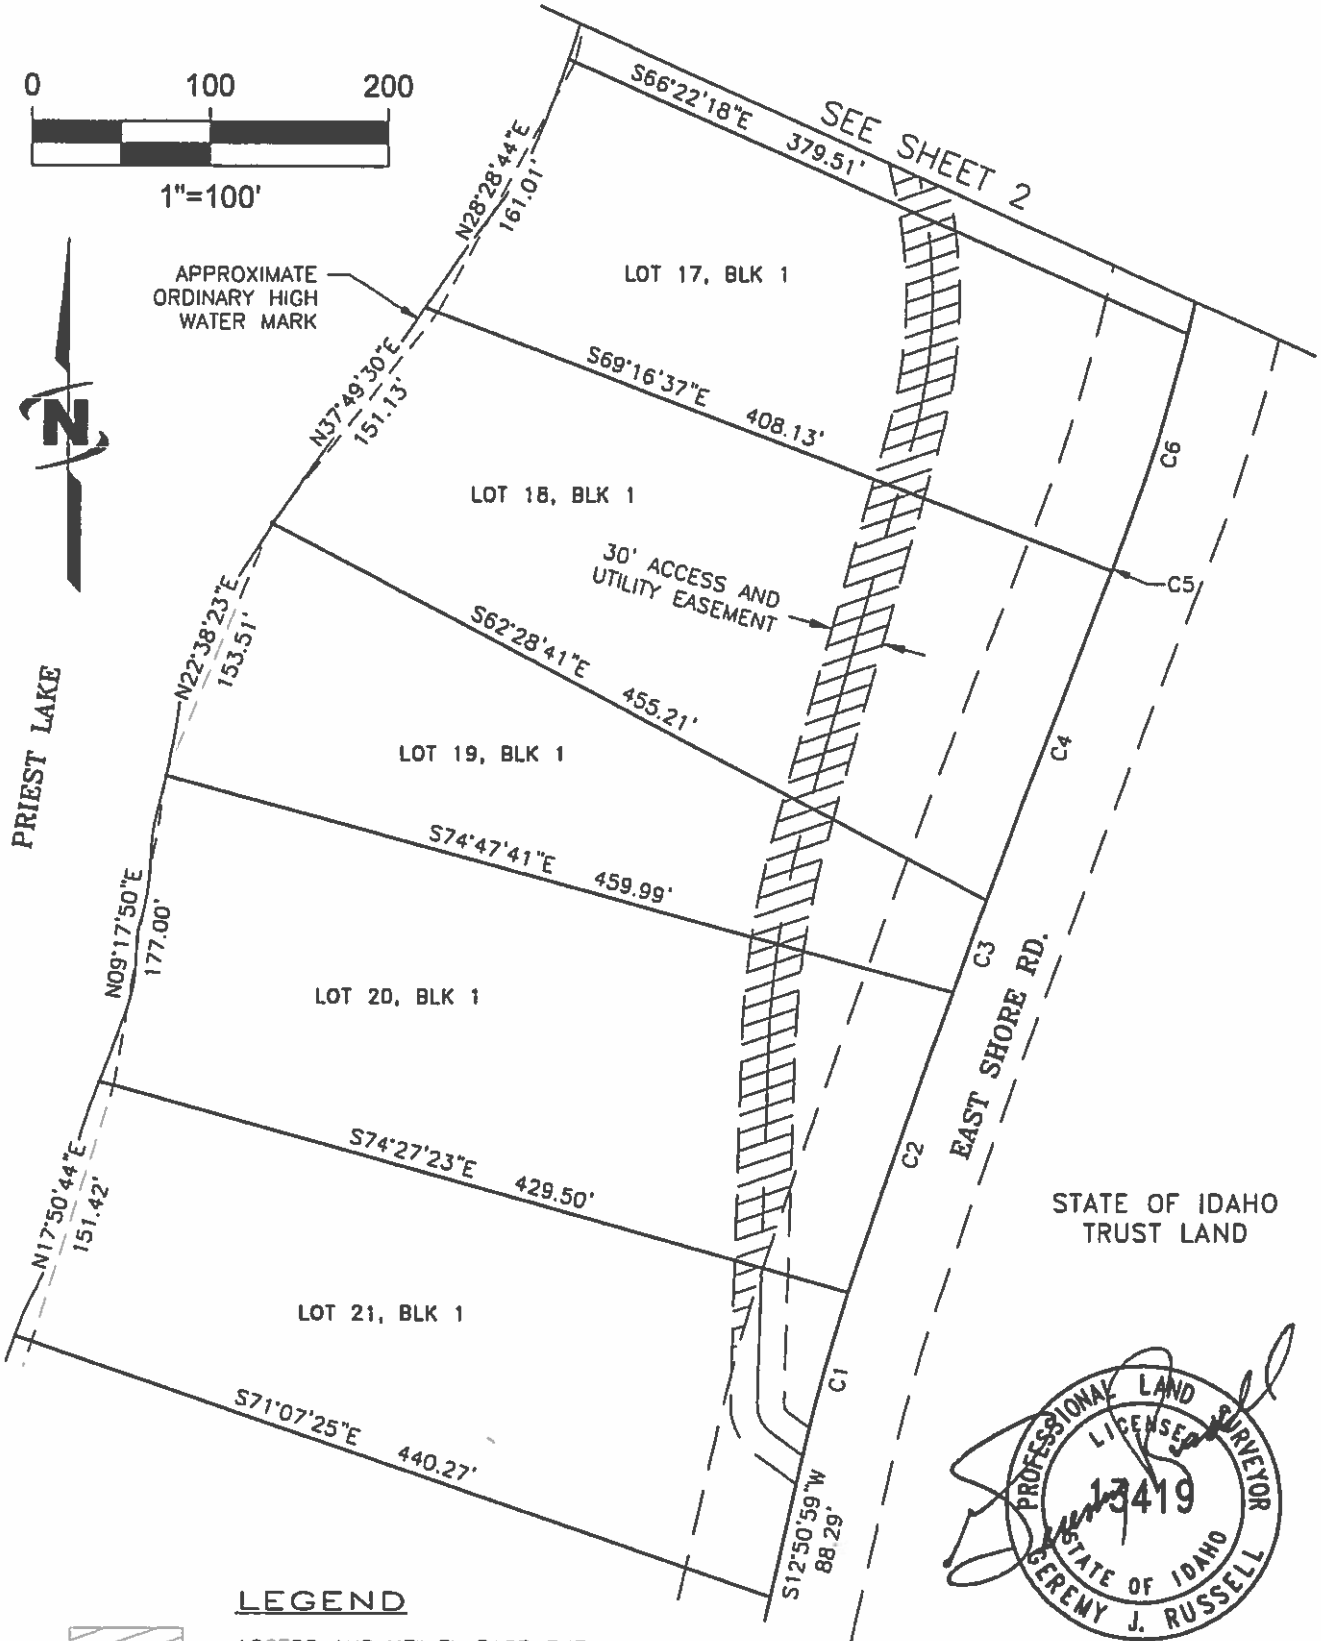 0 100 200
1"=100'
SEE SHEET 2
S66°22'18"E 379.51'
N28°28'44"E
161.01'
APPROXIMATE
ORDINARY HIGH
WATER MARK
LOT 17, BLK 1
N
N37°49'30"E
151.13'
S69°16'37"E 408.13'
C6
LOT 18, BLK 1
30' ACCESS AND
UTILITY EASEMENT
C5
N22°38'23"E
153.51'
S62°28'41"E 455.21'
PRIEST LAKE
LOT 19, BLK 1
C4
S74°47'41"E 459.99'
N09°17'50"E
177.00'
C3
LOT 20, BLK 1
EAST SHORE RD.
C2
S74°27'23"E 429.50'
N17°50'44"E
151.42'
STATE OF IDAHO
TRUST LAND
LOT 21, BLK 1
C1
S71°07'25"E 440.27'
S12°50'59"W
88.29'
PROFESSIONAL LAND SURVEYOR
LICENSED
13419
STATE OF IDAHO
GEREMY J. RUSSELL
LEGEND